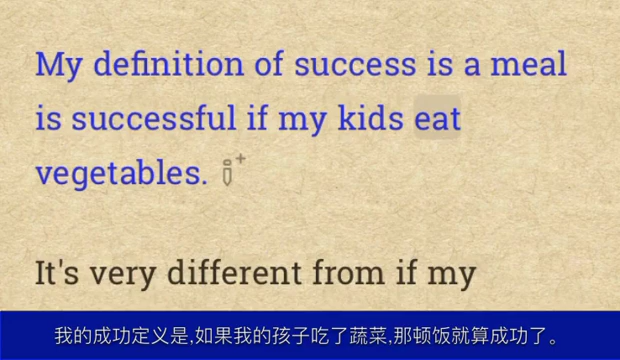 My definition of success is a meal
is successful if my kids eat
vegetables.
It's very different from if my
我的成功定义是,如果我的孩子吃了蔬菜,那顿饭就算成功了。